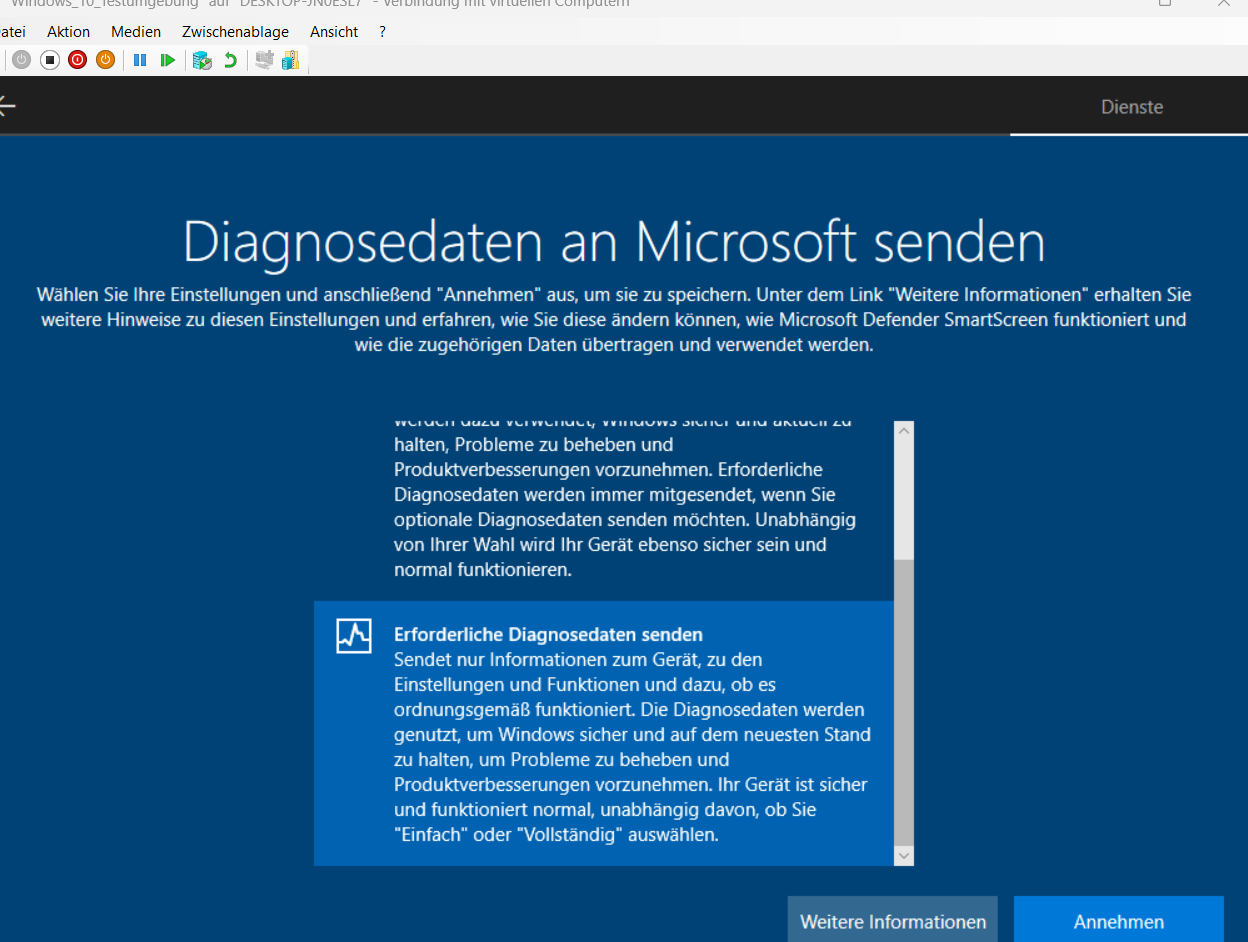 "Windows_10_Testumgebung" auf "DESKTOP-JN0ESL7" - Verbindung mit virtuellen Computern
atei Aktion Medien Zwischenablage Ansicht ?
Dienste
Diagnosedaten an Microsoft senden
Wählen Sie Ihre Einstellungen und anschließend "Annehmen" aus, um sie zu speichern. Unter dem Link "Weitere Informationen" erhalten Sie
weitere Hinweise zu diesen Einstellungen und erfahren, wie Sie diese ändern können, wie Microsoft Defender SmartScreen funktioniert und
wie die zugehörigen Daten übertragen und verwendet werden.
werden dazu verwendet, Windows sicher und aktuell zu
halten, Probleme zu beheben und
Produktverbesserungen vorzunehmen. Erforderliche
Diagnosedaten werden immer mitgesendet, wenn Sie
optionale Diagnosedaten senden möchten. Unabhängig
von Ihrer Wahl wird Ihr Gerät ebenso sicher sein und
normal funktionieren.
Erforderliche Diagnosedaten senden
Sendet nur Informationen zum Gerät, zu den
Einstellungen und Funktionen und dazu, ob es
ordnungsgemäß funktioniert. Die Diagnosedaten werden
genutzt, um Windows sicher und auf dem neuesten Stand
zu halten, um Probleme zu beheben und
Produktverbesserungen vorzunehmen. Ihr Gerät ist sicher
und funktioniert normal, unabhängig davon, ob Sie
"Einfach" oder "Vollständig" auswählen.
Weitere Informationen
Annehmen